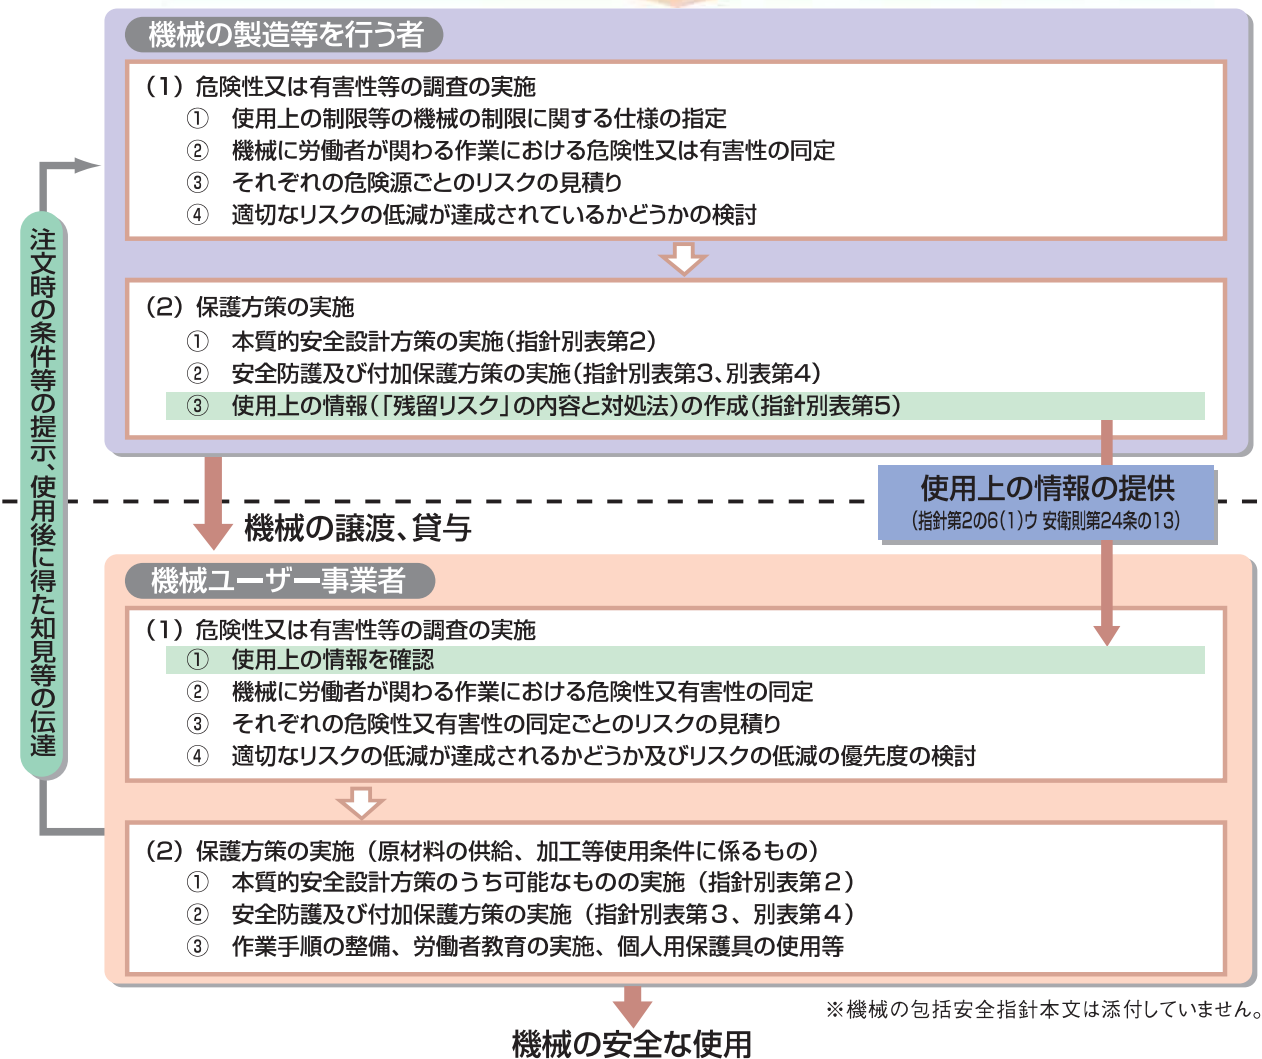 機械の製造等を行う者
（1）危険性又は有害性等の調査の実施
① 使用上の制限等の機械の制限に関する仕様の指定
② 機械に労働者が関わる作業における危険性又は有害性の同定
③ それぞれの危険源ごとのリスクの見積り
④ 適切なリスクの低減が達成されているかどうかの検討
（2）保護方策の実施
① 本質的安全設計方策の実施（指針別表第2）
② 安全防護及び付加保護方策の実施（指針別表第3、別表第4）
③ 使用上の情報（「残留リスク」の内容と対処法）の作成（指針別表第5）
注文時の条件等の提示、使用後に得た知見等の伝達
機械の譲渡、貸与
使用上の情報の提供
（指針第2の6（1）ウ 安衛則第24条の13）
機械ユーザー事業者
（1）危険性又は有害性等の調査の実施
① 使用上の情報を確認
② 機械に労働者が関わる作業における危険性又有害性の同定
③ それぞれの危険性又有害性の同定ごとのリスクの見積り
④ 適切なリスクの低減が達成されるかどうか及びリスクの低減の優先度の検討
（2）保護方策の実施（原材料の供給、加工等使用条件に係るもの）
① 本質的安全設計方策のうち可能なものの実施（指針別表第２）
② 安全防護及び付加保護方策の実施（指針別表第３、別表第４）
③ 作業手順の整備、労働者教育の実施、個人用保護具の使用等
※機械の包括安全指針本文は添付していません。
機械の安全な使用